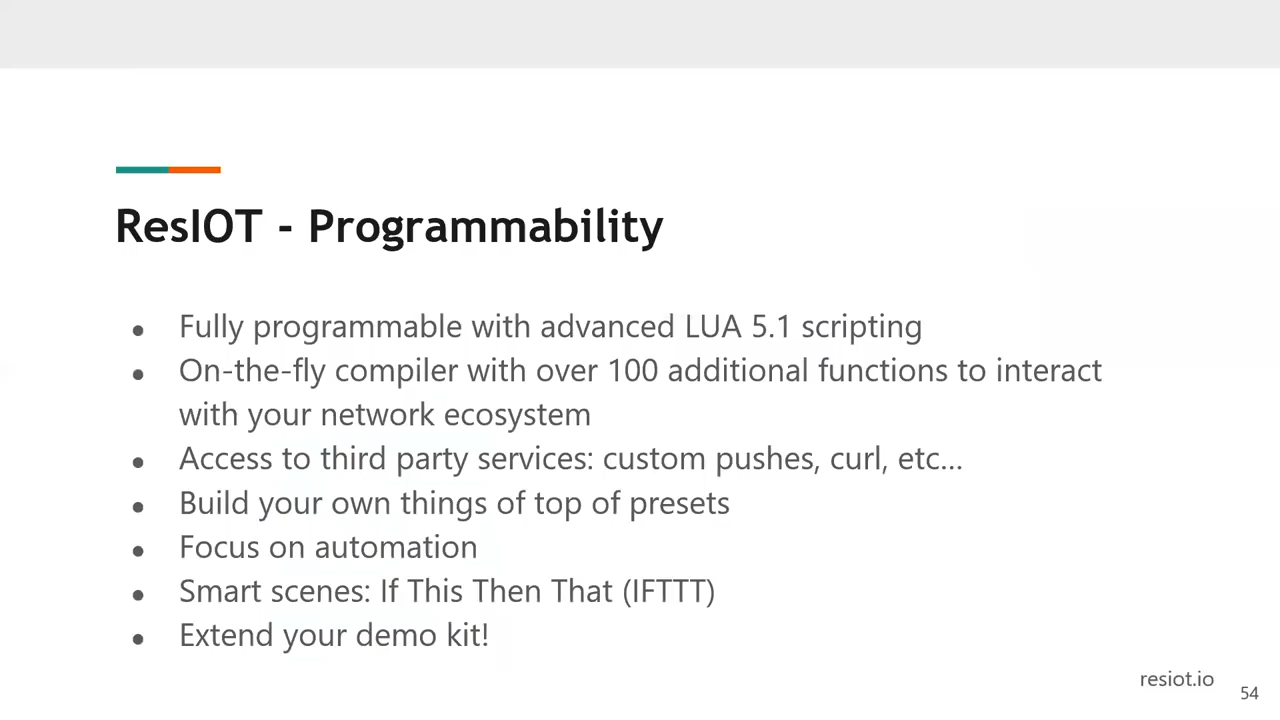 ResIOT - Programmability
● Fully programmable with advanced LUA 5.1 scripting
● On-the-fly compiler with over 100 additional functions to interact
with your network ecosystem
● Access to third party services: custom pushes, curl, etc...
● Build your own things of top of presets
● Focus on automation
● Smart scenes: If This Then That (IFTTT)
● Extend your demo kit!
resiot.io
54